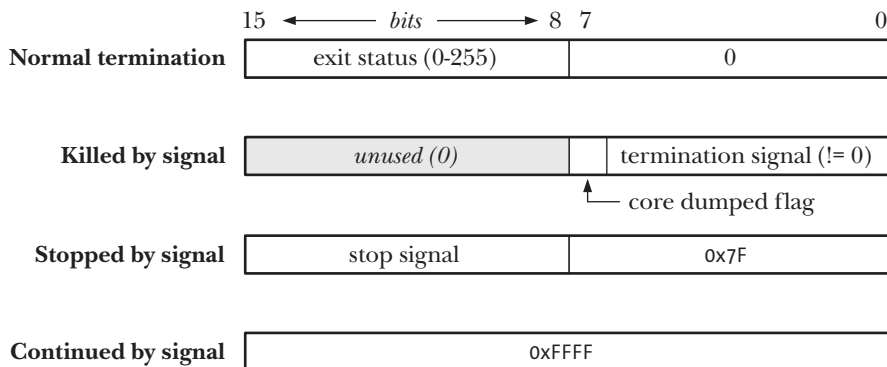 15 bits 8 7 0
Normal termination exit status (0-255) 0
Killed by signal unused (0) termination signal (!= 0)
core dumped flag
Stopped by signal stop signal 0x7F
Continued by signal 0xFFFF